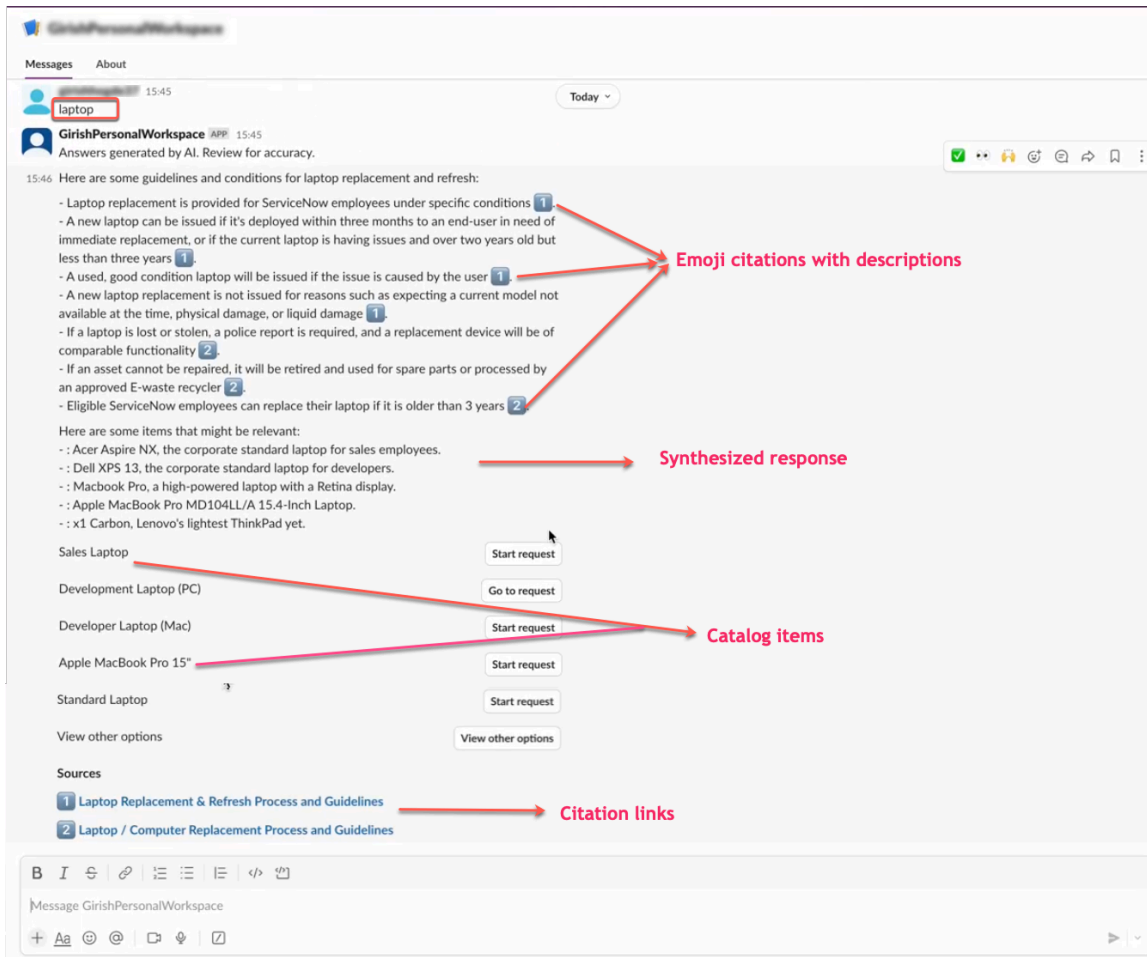 GirishPersonalWorkspace
Messages About
15:45
Today
laptop
GirishPersonalWorkspace APP 15:45
Answers generated by AI. Review for accuracy.
15:46 Here are some guidelines and conditions for laptop replacement and refresh:
- Laptop replacement is provided for ServiceNow employees under specific conditions 1.
- A new laptop can be issued if it's deployed within three months to an end-user in need of
immediate replacement, or if the current laptop is having issues and over two years old but
less than three years 1.
Emoji citations with descriptions
- A used, good condition laptop will be issued if the issue is caused by the user 1.
- A new laptop replacement is not issued for reasons such as expecting a current model not
available at the time, physical damage, or liquid damage 1.
- If a laptop is lost or stolen, a police report is required, and a replacement device will be of
comparable functionality 2.
- If an asset cannot be repaired, it will be retired and used for spare parts or processed by
an approved E-waste recycler 2.
- Eligible ServiceNow employees can replace their laptop if it is older than 3 years 2.
Here are some items that might be relevant:
- : Acer Aspire NX, the corporate standard laptop for sales employees.
Synthesized response
- : Dell XPS 13, the corporate standard laptop for developers.
- : Macbook Pro, a high-powered laptop with a Retina display.
- : Apple MacBook Pro MD104LL/A 15.4-Inch Laptop.
- : x1 Carbon, Lenovo's lightest ThinkPad yet.
Sales Laptop Start request
Development Laptop (PC) Go to request
Developer Laptop (Mac) Start request
Catalog items
Apple MacBook Pro 15" Start request
Standard Laptop Start request
View other options View other options
Sources
1 Laptop Replacement & Refresh Process and Guidelines
Citation links
2 Laptop / Computer Replacement Process and Guidelines
B I S
Message GirishPersonalWorkspace
Aa